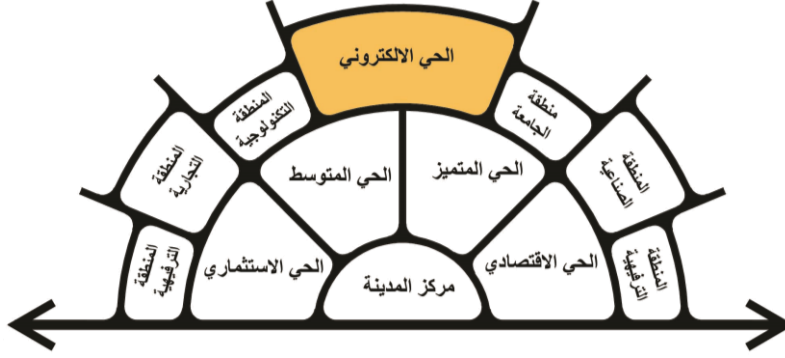 الحي الالكتروني
منطقة
الجامعة
المنطقة
التكنولوجية
المنطقة
الصناعية
المنطقة
التجارية
الحي المتميز
الحي المتوسط
المنطقة
الترفيهية
الحي الاقتصادي
مركز المدينة
الحي الاستثماري
المنطقة
الترفيهية